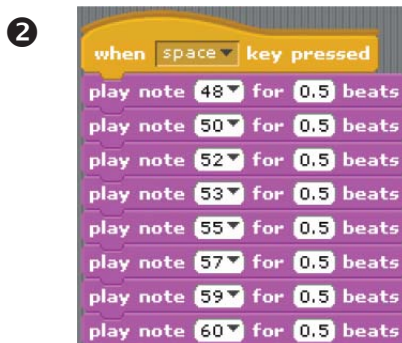 2
when space key pressed
play note 48 for 0.5 beats
play note 50 for 0.5 beats
play note 52 for 0.5 beats
play note 53 for 0.5 beats
play note 55 for 0.5 beats
play note 57 for 0.5 beats
play note 59 for 0.5 beats
play note 60 for 0.5 beats